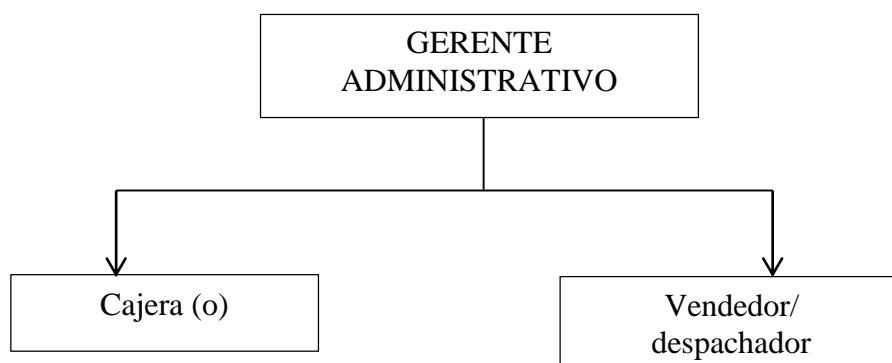 GERENTE
ADMINISTRATIVO
Cajera (o)
Vendedor/
despachador